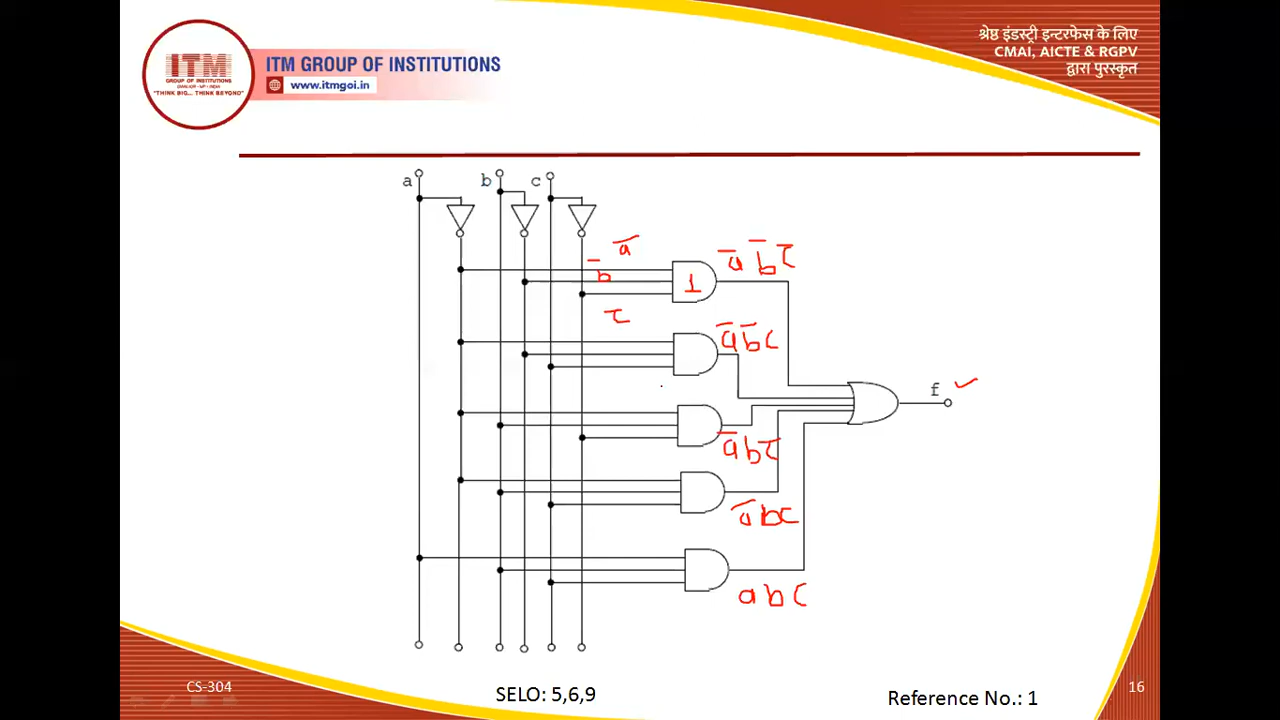 श्रेष्ठ इंडस्ट्री इन्टरफेस के लिए
CMAI, AICTE & RGPV
द्वारा पुरस्कृत
ITM
GROUP OF INSTITUTIONS
"THINK BIG... THINK BEYOND"
ITM GROUP OF INSTITUTIONS
www.itmgoi.in
a b c
a̅
b̅
c̅
1
a̅ b̅ c̅
a̅ b̅ c
a̅ b c̅
a̅ b c
a b c
f
CS-304
SELO: 5,6,9
Reference No.: 1
16